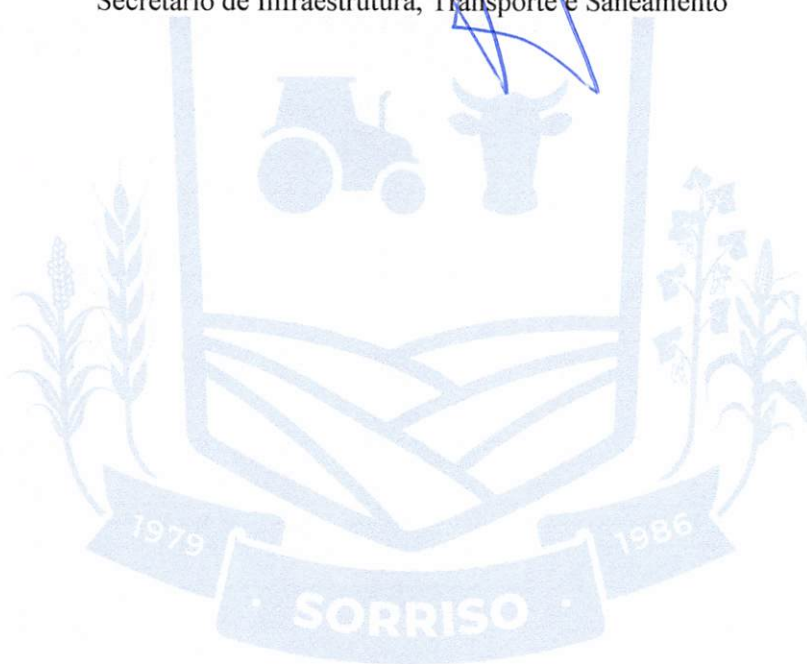 Secretário de Infraestrutura, Transporte e Saneamento
1979
1986
· SORRISO ·